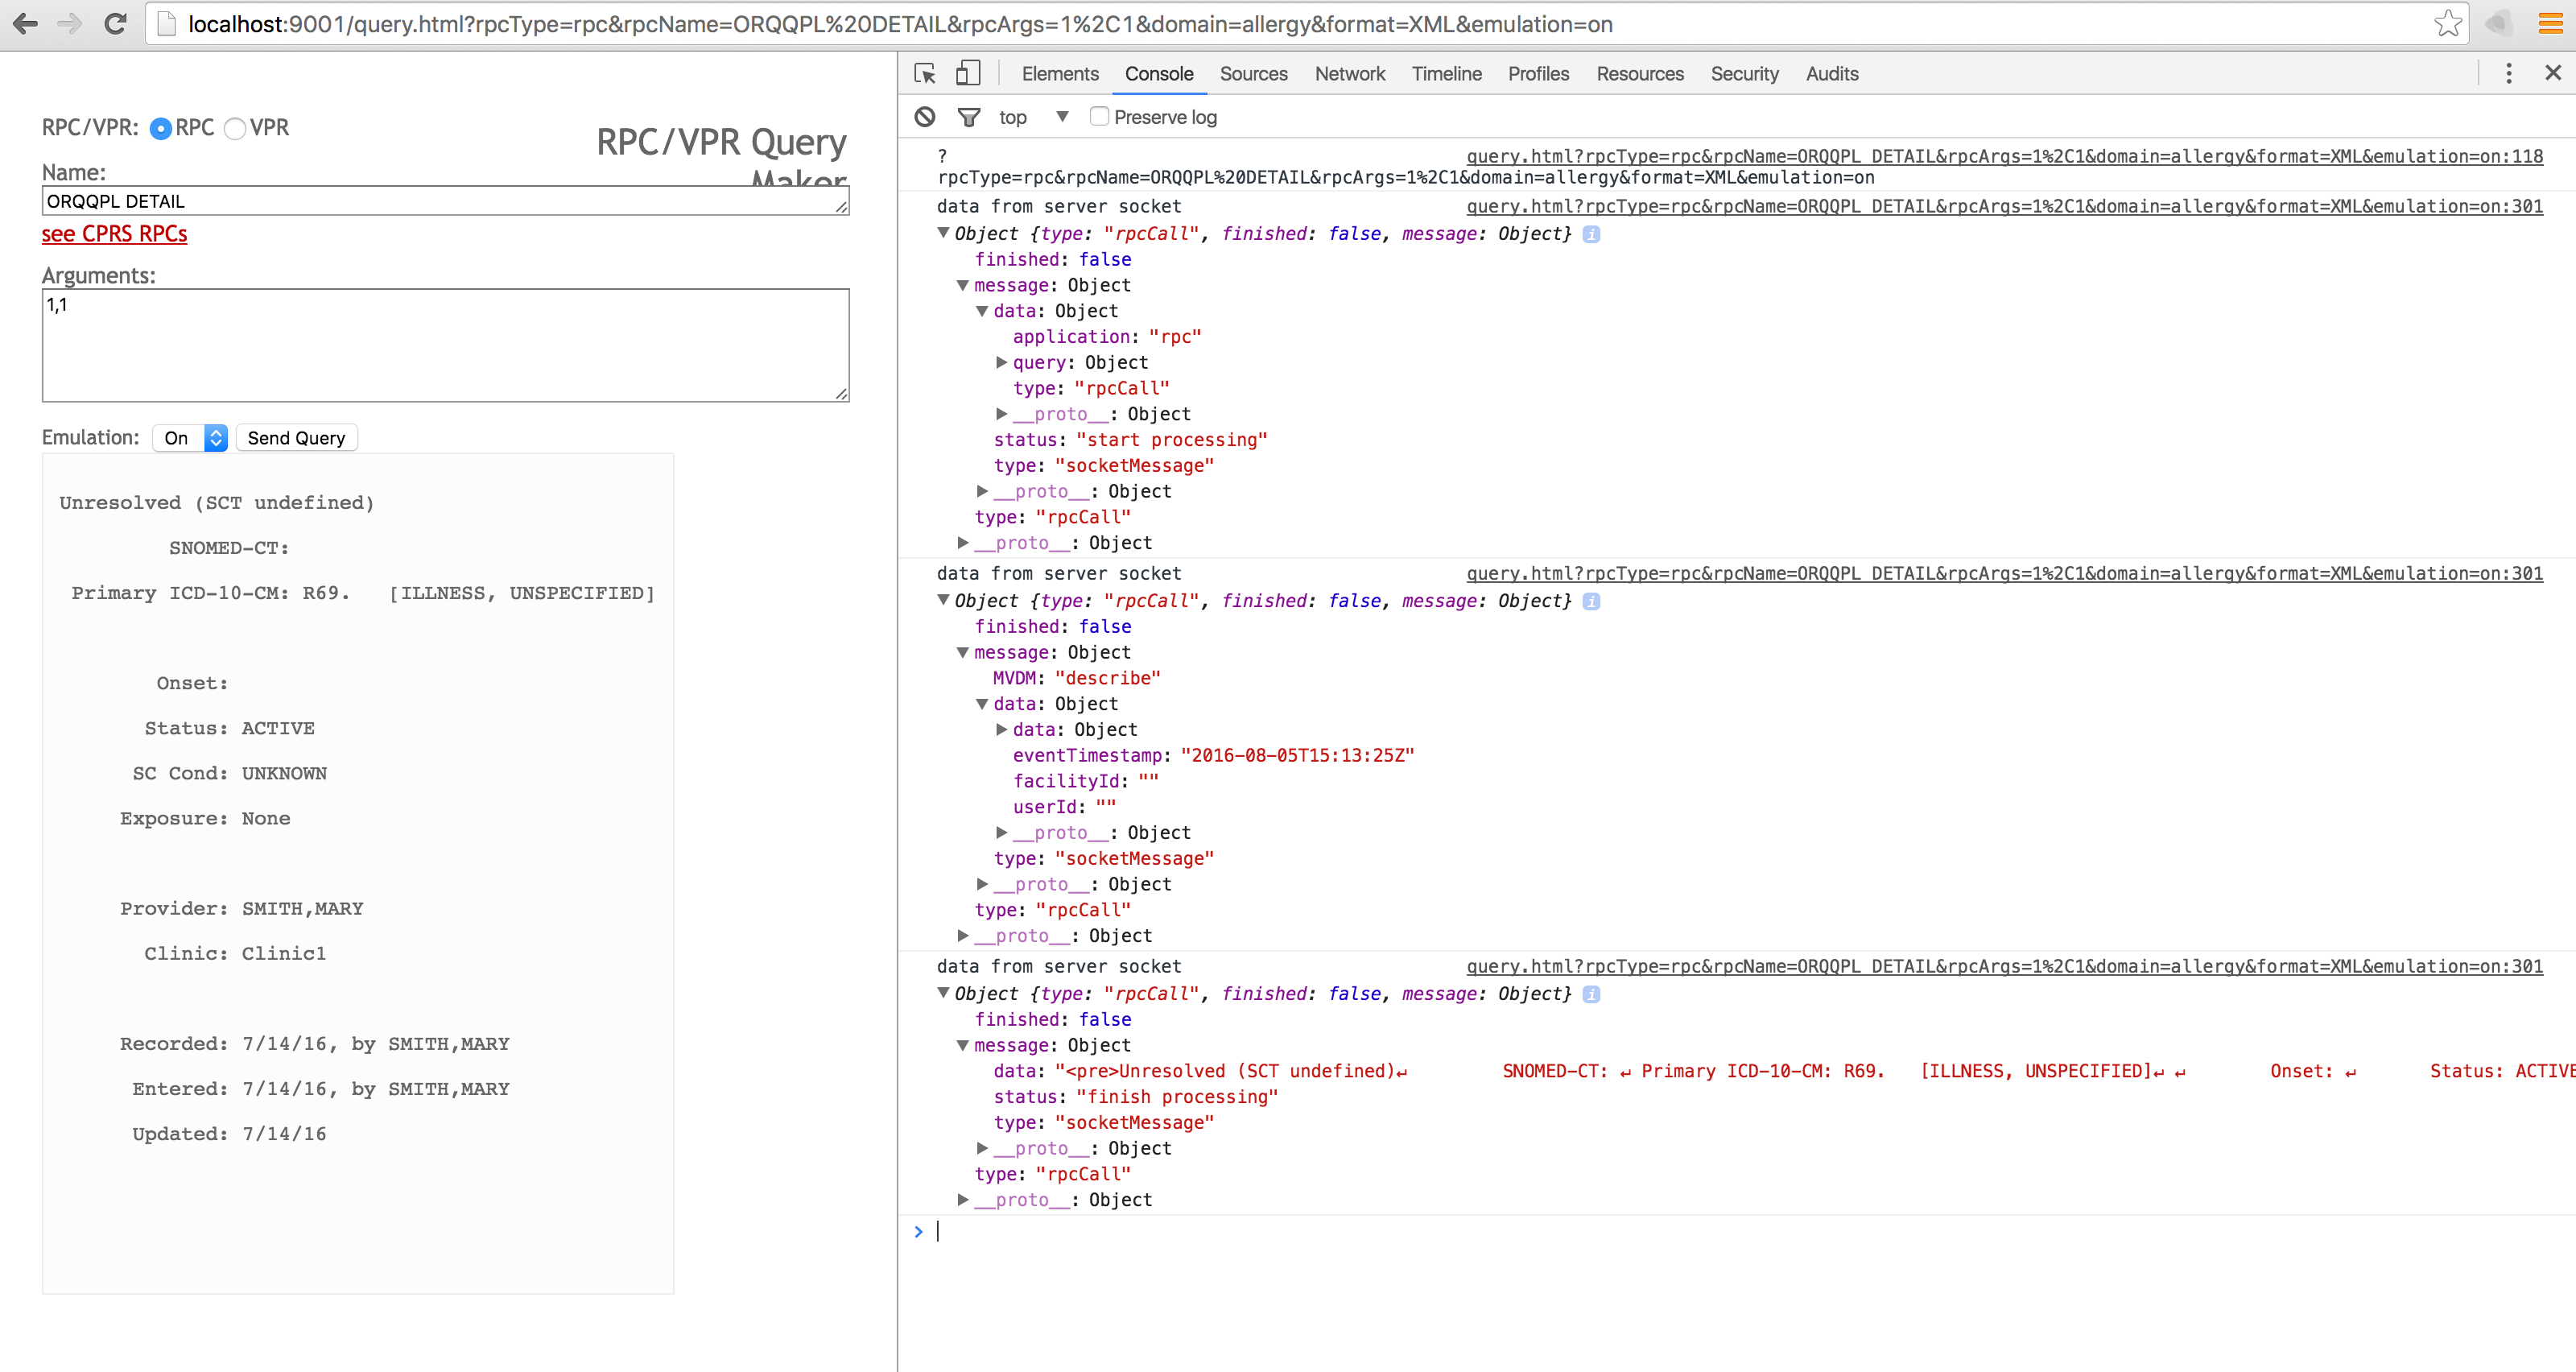 localhost:9001/query.html?rpcType=rpc&rpcName=ORQQPL%20DETAIL&rpcArgs=1%2C1&domain=allergy&format=XML&emulation=on
RPC/VPR: RPC VPR
RPC/VPR Query
Maker
Name:
ORQQPL DETAIL
see CPRS RPCs
Arguments:
1,1
Emulation: On Send Query
Unresolved (SCT undefined)
SNOMED-CT:
Primary ICD-10-CM: R69.   [ILLNESS, UNSPECIFIED]
Onset:
Status: ACTIVE
SC Cond: UNKNOWN
Exposure: None
Provider: SMITH,MARY
Clinic: Clinic1
Recorded: 7/14/16, by SMITH,MARY
Entered: 7/14/16, by SMITH,MARY
Updated: 7/14/16
Elements Console Sources Network Timeline Profiles Resources Security Audits
top Preserve log
? query.html?rpcType=rpc&rpcName=ORQQPL DETAIL&rpcArgs=1%2C1&domain=allergy&format=XML&emulation=on:118
rpcType=rpc&rpcName=ORQQPL%20DETAIL&rpcArgs=1%2C1&domain=allergy&format=XML&emulation=on
data from server socket query.html?rpcType=rpc&rpcName=ORQQPL DETAIL&rpcArgs=1%2C1&domain=allergy&format=XML&emulation=on:301
▼Object {type: "rpcCall", finished: false, message: Object} i
finished: false
▼message: Object
▼data: Object
application: "rpc"
▶query: Object
type: "rpcCall"
▶__proto__: Object
status: "start processing"
type: "socketMessage"
▶__proto__: Object
type: "rpcCall"
▶__proto__: Object
data from server socket query.html?rpcType=rpc&rpcName=ORQQPL DETAIL&rpcArgs=1%2C1&domain=allergy&format=XML&emulation=on:301
▼Object {type: "rpcCall", finished: false, message: Object} i
finished: false
▼message: Object
MVDM: "describe"
▼data: Object
▶data: Object
eventTimestamp: "2016-08-05T15:13:25Z"
facilityId: ""
userId: ""
▶__proto__: Object
type: "socketMessage"
▶__proto__: Object
type: "rpcCall"
▶__proto__: Object
data from server socket query.html?rpcType=rpc&rpcName=ORQQPL DETAIL&rpcArgs=1%2C1&domain=allergy&format=XML&emulation=on:301
▼Object {type: "rpcCall", finished: false, message: Object} i
finished: false
▼message: Object
data: "<pre>Unresolved (SCT undefined)↵ SNOMED-CT: ↵ Primary ICD-10-CM: R69.   [ILLNESS, UNSPECIFIED]↵ ↵ Onset: ↵ Status: ACTIVE
status: "finish processing"
type: "socketMessage"
▶__proto__: Object
type: "rpcCall"
▶__proto__: Object